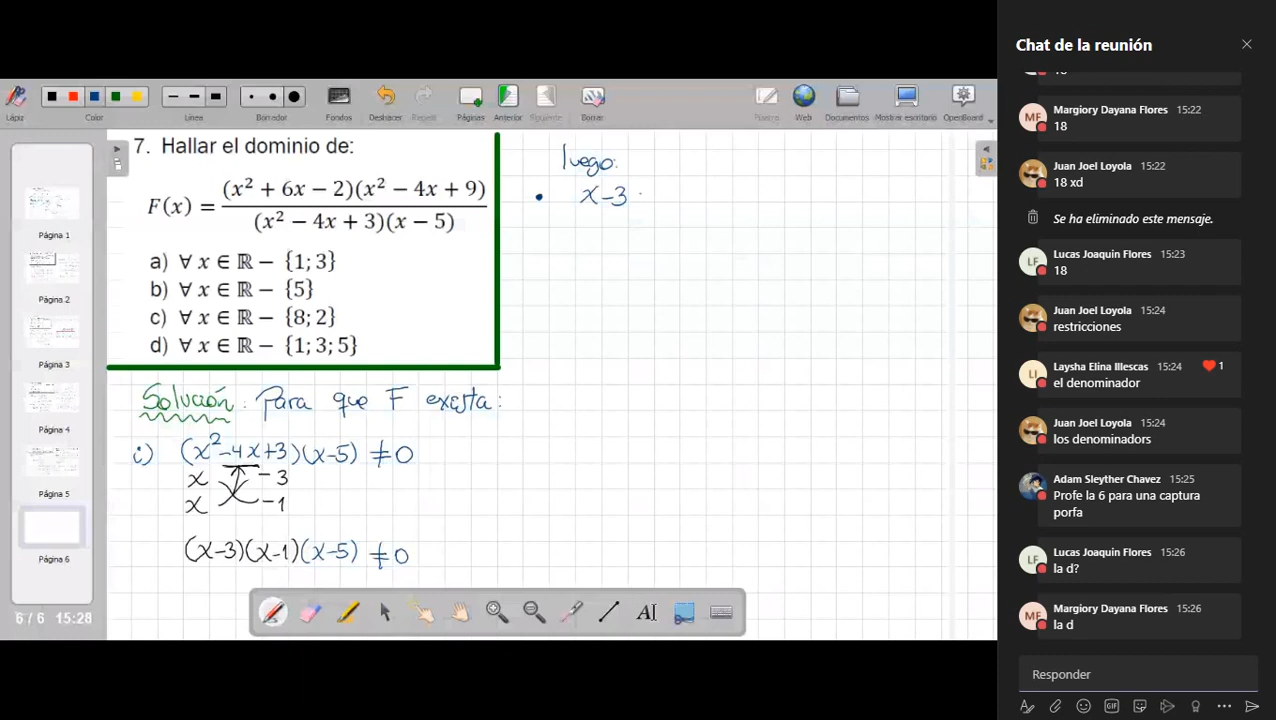 Lápiz
Color
Línea
Borrador
Fondos
Deshacer
Páginas
Anterior
Siguiente
Borrar
Web
Documentos
Mostrar escritorio
OpenBoard
Página 1
Página 2
Página 3
Página 4
Página 5
Página 6
6 / 6 15:28
7. Hallar el dominio de:
F(x) = (x² + 6x − 2)(x² − 4x + 9) / (x² − 4x + 3)(x − 5)
a) ∀ x ∈ ℝ − {1; 3}
b) ∀ x ∈ ℝ − {5}
c) ∀ x ∈ ℝ − {8; 2}
d) ∀ x ∈ ℝ − {1; 3; 5}
Solución: Para que F exista:
i) (x²-4x+3)(x-5) ≠0
x -3
x -1
(x-3)(x-1)(x-5) ≠0
luego:
• x-3
AI
Chat de la reunión
Margiory Dayana Flores 15:22
MF
18
Juan Joel Loyola 15:22
18 xd
Se ha eliminado este mensaje.
Lucas Joaquin Flores 15:23
LF
18
Juan Joel Loyola 15:24
restricciones
Laysha Elina Illescas 15:24 1
LI
el denominador
Juan Joel Loyola 15:24
los denominadors
Adam Sleyther Chavez 15:25
Profe la 6 para una captura
porfa
Lucas Joaquin Flores 15:26
LF
la d?
Margiory Dayana Flores 15:26
MF
la d
Responder
GIF